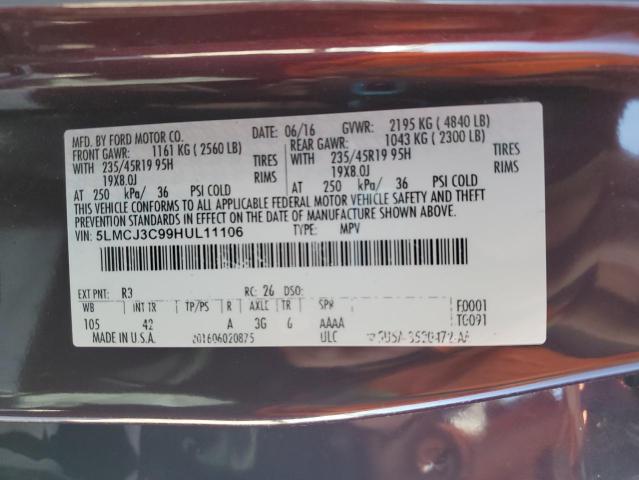 MFD. BY FORD MOTOR CO. DATE: 06/16 GVWR: 2195 KG ( 4840 LB)
FRONT GAWR: 1161 KG ( 2560 LB) REAR GAWR: 1043 KG ( 2300 LB)
WITH 235/45R19 95H TIRES WITH 235/45R19 95H TIRES
19X8.0J RIMS 19X8.0J RIMS
AT 250 kPa/ 36 PSI COLD AT 250 kPa/ 36 PSI COLD
THIS VEHICLE CONFORMS TO ALL APPLICABLE FEDERAL MOTOR VEHICLE SAFETY AND THEFT
PREVENTION STANDARDS IN EFFECT ON THE DATE OF MANUFACTURE SHOWN ABOVE.
VIN: 5LMCJ3C99HUL11106 TYPE: MPV
EXT PNT: R3 RC: 26 DSO:
WB INT TR TP/PS R AXLE TR SPR F0001
105 42 A 3G 6 AAAA TC091
MADE IN U.S.A. 201606020875 ULC